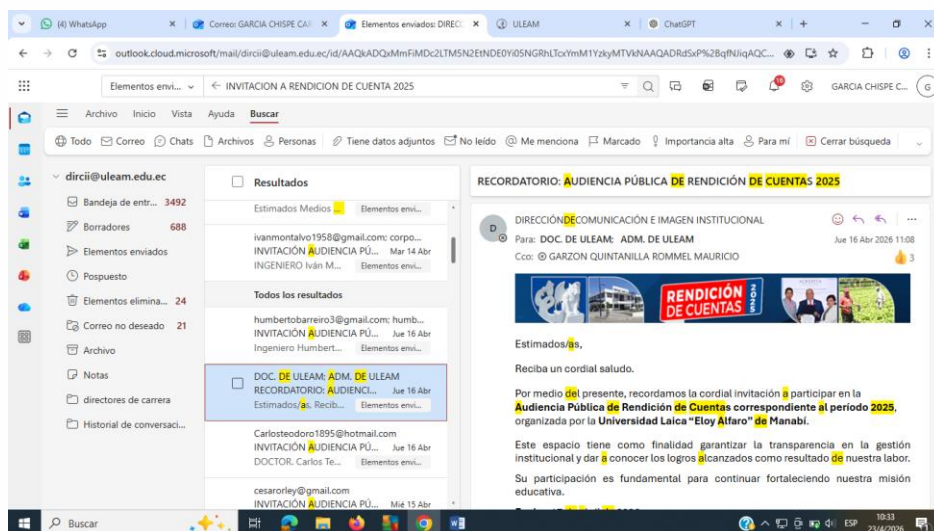 (4) WhatsApp
Correo: GARCIA CHISPE CAR
Elementos enviados: DIREC
ULEAM
ChatGPT
INVITACION A RENDICION DE CUENTA 2025
Elementos envi...
GARCIA CHISPE C...
G
Archivo Inicio Vista Ayuda Buscar
Todo Correo Chats Archivos Personas Tiene datos adjuntos No leído Me menciona Marcado Importancia alta Para mí Cerrar búsqueda
dircii@uleam.edu.ec
Bandeja de entr... 3492
Borradores 688
Elementos enviados
Pospuesto
Elementos elimina... 24
Correo no deseado 21
Archivo
Notas
directores de carrera
Historial de conversaci...
Resultados
Estimados Medios ... Elementos envi...
ivanmontalvo1958@gmail.com; corpo...
INVITACIÓN AUDIENCIA PÚ... Mar 14 Abr
INGENIERO Iván M... Elementos envi...
Todos los resultados
humbertobarreiro3@gmail.com; humb...
INVITACIÓN AUDIENCIA PÚ... Jue 16 Abr
Ingeniero Humbert... Elementos envi...
DOC. DE ULEAM; ADM. DE ULEAM
RECORDATORIO: AUDIENCI... Jue 16 Abr
Estimados/as, Recib... Elementos envi...
Carlosteodoro1895@hotmail.com
INVITACIÓN AUDIENCIA PÚ... Jue 16 Abr
DOCTOR. Carlos Te... Elementos envi...
cesarorley@gmail.com
INVITACIÓN AUDIENCIA PÚ... Mié 15 Abr
RECORDATORIO: AUDIENCIA PÚBLICA DE RENDICIÓN DE CUENTAS 2025
D
DIRECCIÓNDECOMUNICACIÓN E IMAGEN INSTITUCIONAL
Para: DOC. DE ULEAM; ADM. DE ULEAM
Jue 16 Abr 2026 11:08
Cco: GARZON QUINTANILLA ROMMEL MAURICIO
3
RENDICIÓN
DE CUENTAS
2025
Estimados/as,
Reciba un cordial saludo.
Por medio del presente, recordamos la cordial invitación a participar en la
Audiencia Pública de Rendición de Cuentas correspondiente al período 2025,
organizada por la Universidad Laica “Eloy Alfaro” de Manabí.
Este espacio tiene como finalidad garantizar la transparencia en la gestión
institucional y dar a conocer los logros alcanzados como resultado de nuestra labor.
Su participación es fundamental para continuar fortaleciendo nuestra misión
educativa.
Buscar
ESP
10:33
23/4/2026